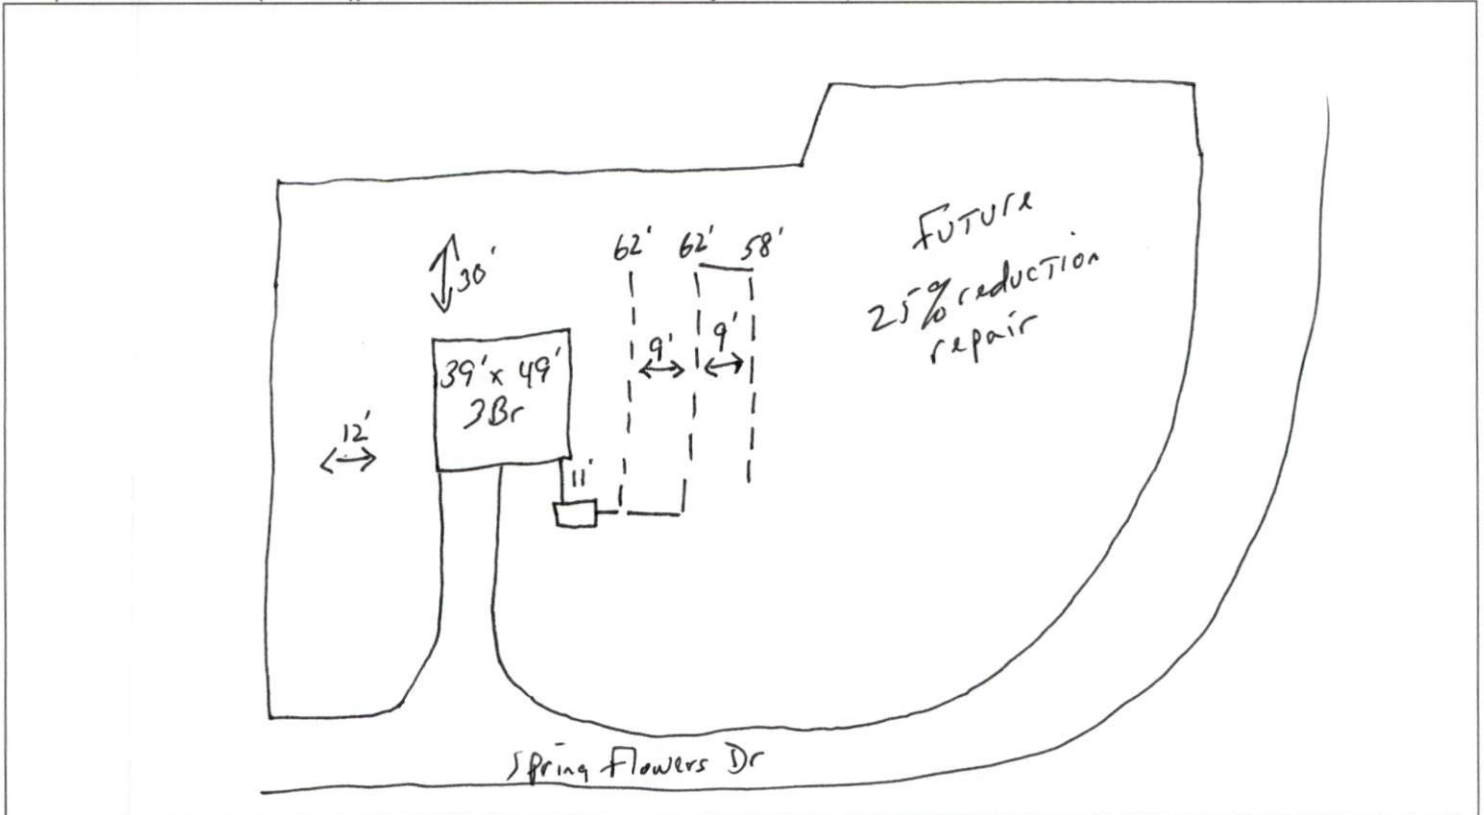 62' 62' 58'
30'
9' 9'
39' x 49'
3Br
12'
11'
Future
25% reduction
repair
Spring Flowers Dr